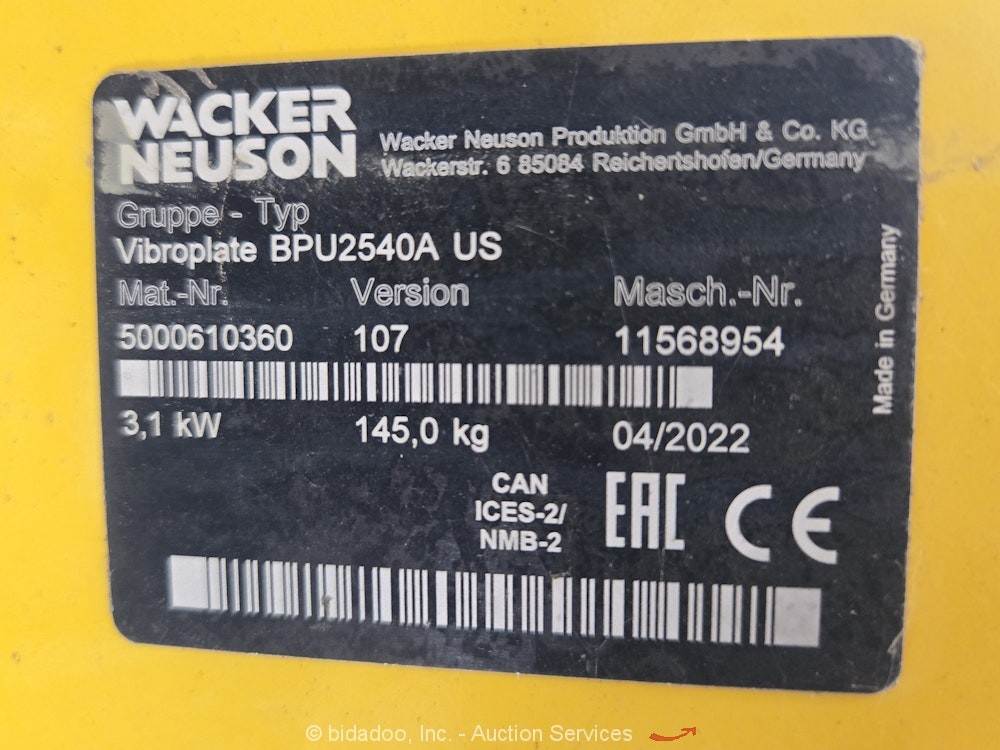 WACKER
NEUSON
Wacker Neuson Produktion GmbH & Co. KG
Wackerstr. 6 85084 Reichertshofen/Germany
Gruppe - Typ
Vibroplate BPU2540A US
Mat.-Nr. Version Masch.-Nr.
5000610360 107 11568954
3,1 kW 145,0 kg 04/2022
Made in Germany
CAN
ICES-2/
NMB-2
EAC CE
© bidadoo, Inc. - Auction Services